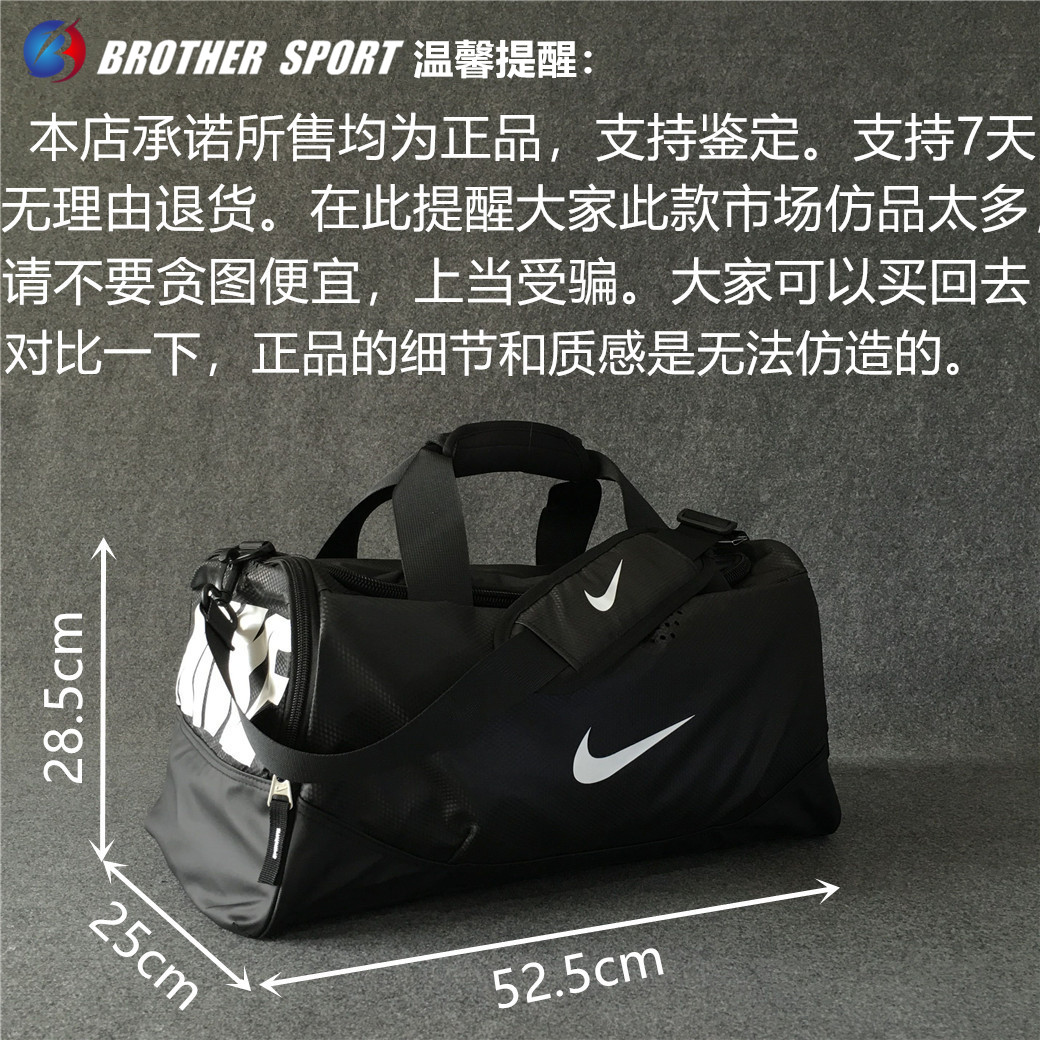 BROTHER SPORT 温馨提醒：
本店承诺所售均为正品，支持鉴定。支持7天
无理由退货。在此提醒大家此款市场仿品太多，
请不要贪图便宜，上当受骗。大家可以买回去
对比一下，正品的细节和质感是无法仿造的。
28.5cm
25cm
52.5cm